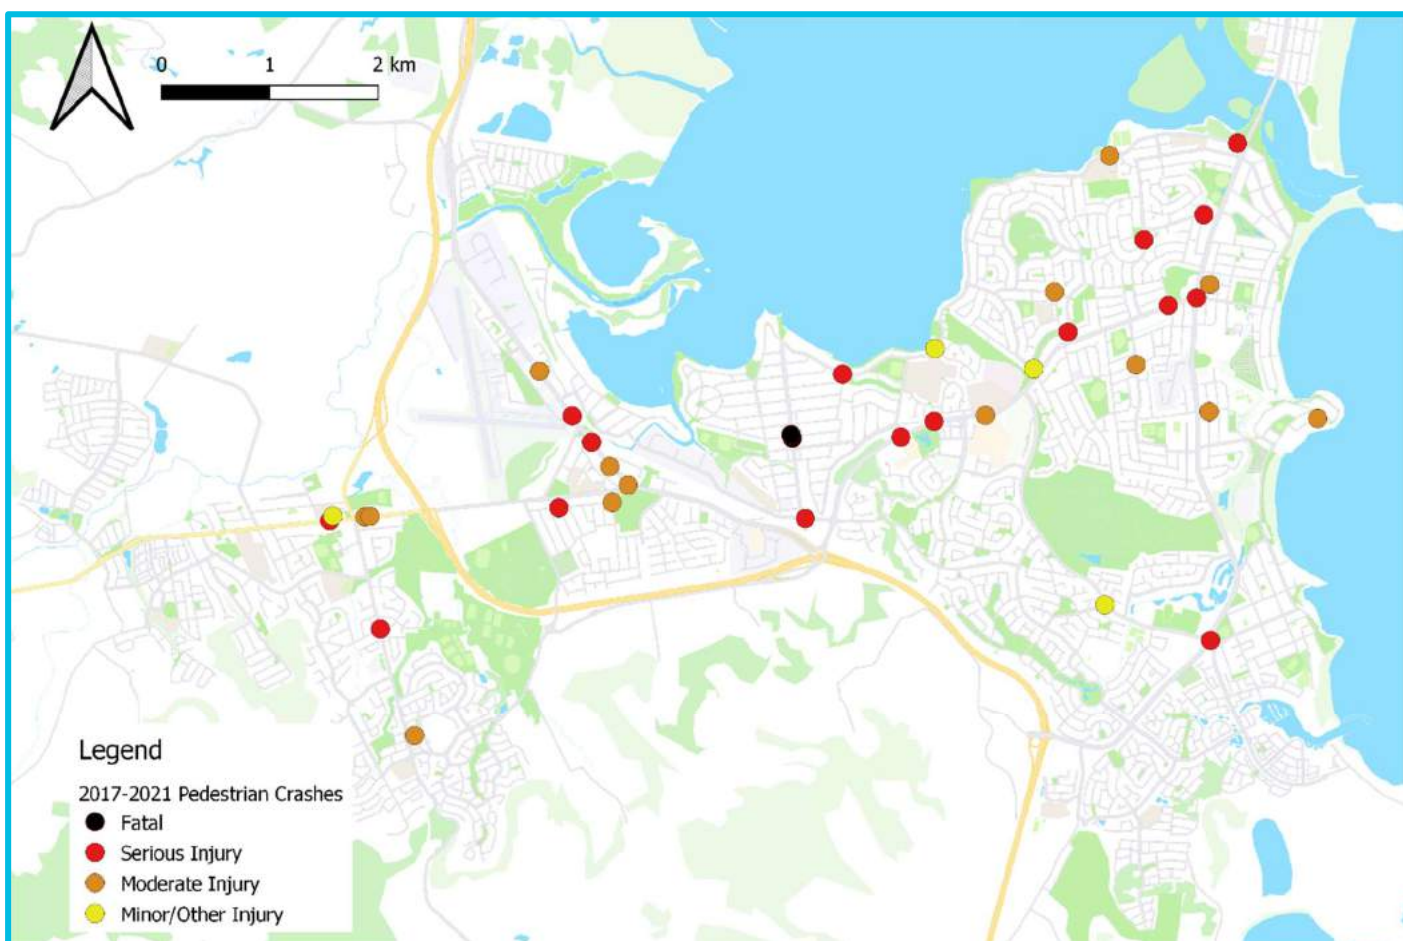 0 1 2 km
Legend
2017-2021 Pedestrian Crashes
Fatal
Serious Injury
Moderate Injury
Minor/Other Injury